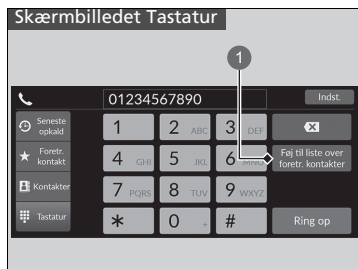 Skærmbilledet Tastatur
1
01234567890
Indst.
Seneste
opkald
1
2 ABC
3 DEF
Foretr.
kontakt
4 GHI
5 JKL
6 MNO
Føj til liste over
foretr. kontakter
Kontakter
7 PQRS
8 TUV
9 WXYZ
Tastatur
*
0 +
#
Ring op